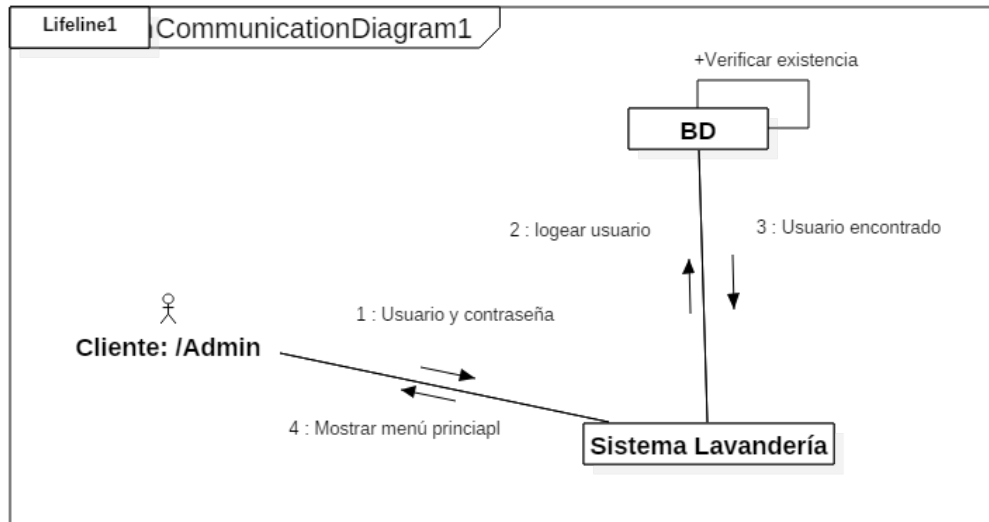 Lifeline1
CommunicationDiagram1
+Verificar existencia
BD
2 : logear usuario
3 : Usuario encontrado
1 : Usuario y contraseña
Cliente: /Admin
4 : Mostrar menú princiapl
Sistema Lavandería